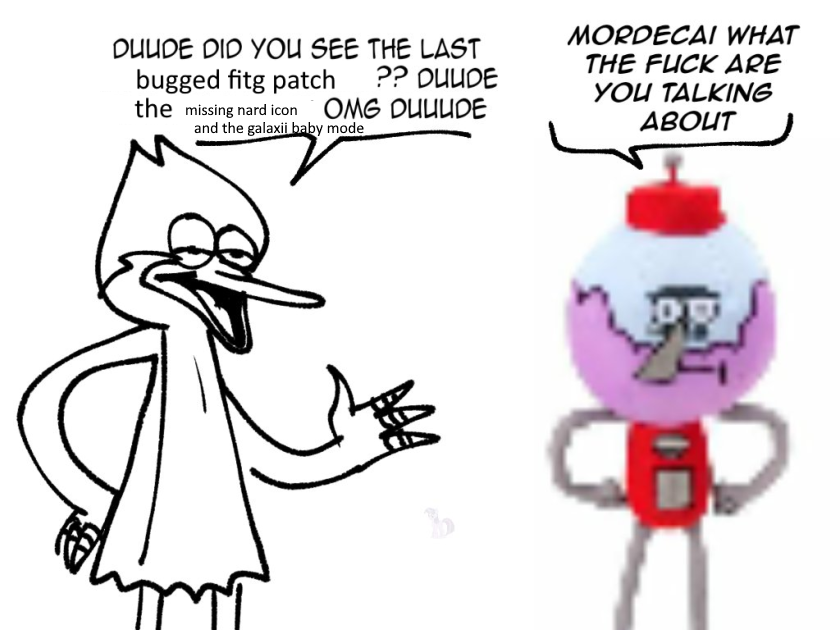 DUUDE DID YOU SEE THE LAST
bugged fitg patch ?? DUUDE
the missing nard icon OMG DUUUDE
and the galaxii baby mode
MORDECAI WHAT
THE FUCK ARE
YOU TALKING
ABOUT